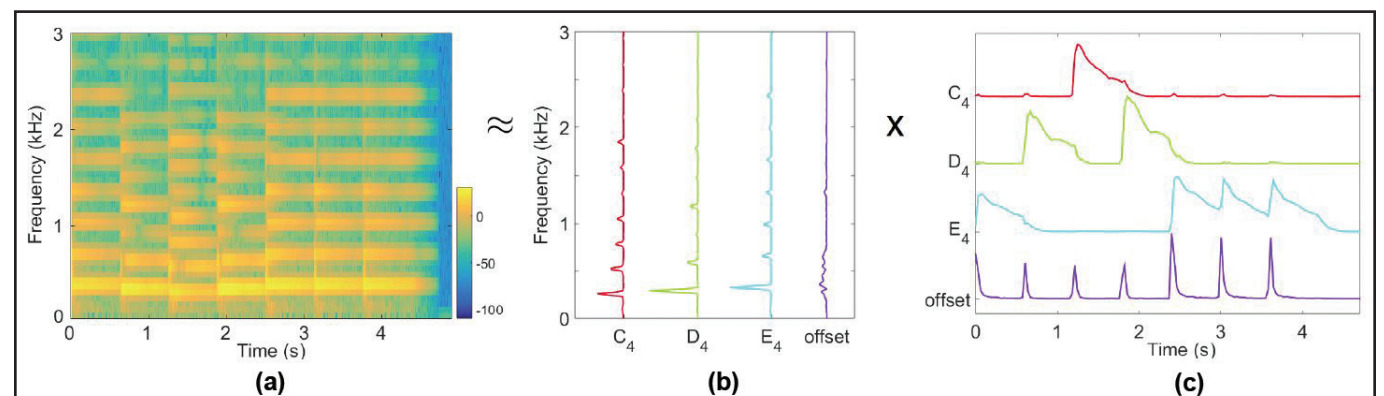 3
2
1
0
Frequency (kHz)
0
-50
-100
0 1 2 3 4
Time (s)
(a)
≈
3
2
1
0
Frequency (kHz)
C4 D4 E4 offset
(b)
X
C4
D4
E4
offset
0 1 2 3 4
Time (s)
(c)